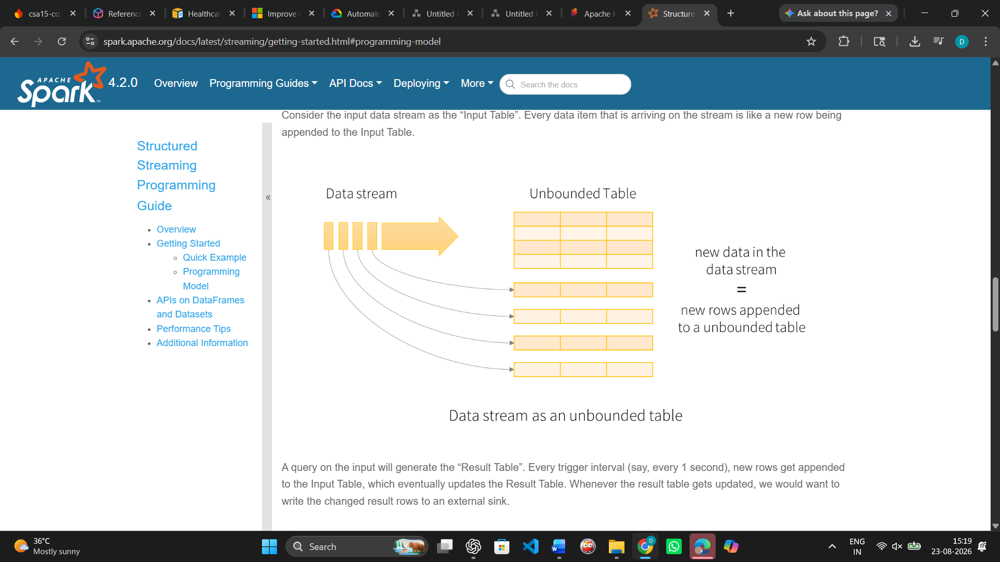 csa15-co
Reference
Healthcar
Improve
Automate
Untitled
Untitled
Apache H
Structure
Ask about this page?
spark.apache.org/docs/latest/streaming/getting-started.html#programming-model
D
APACHE
Spark
TM
4.2.0
Overview
Programming Guides
API Docs
Deploying
More
Search the docs
Structured
Streaming
Programming
Guide
Overview
Getting Started
Quick Example
Programming
Model
APIs on DataFrames
and Datasets
Performance Tips
Additional Information
«
Consider the input data stream as the “Input Table”. Every data item that is arriving on the stream is like a new row being
appended to the Input Table.
Data stream
Unbounded Table
new data in the
data stream
=
new rows appended
to a unbounded table
Data stream as an unbounded table
A query on the input will generate the “Result Table”. Every trigger interval (say, every 1 second), new rows get appended
to the Input Table, which eventually updates the Result Table. Whenever the result table gets updated, we would want to
write the changed result rows to an external sink.
36°C
Mostly sunny
Search
D
ENG
IN
15:19
23-08-2026